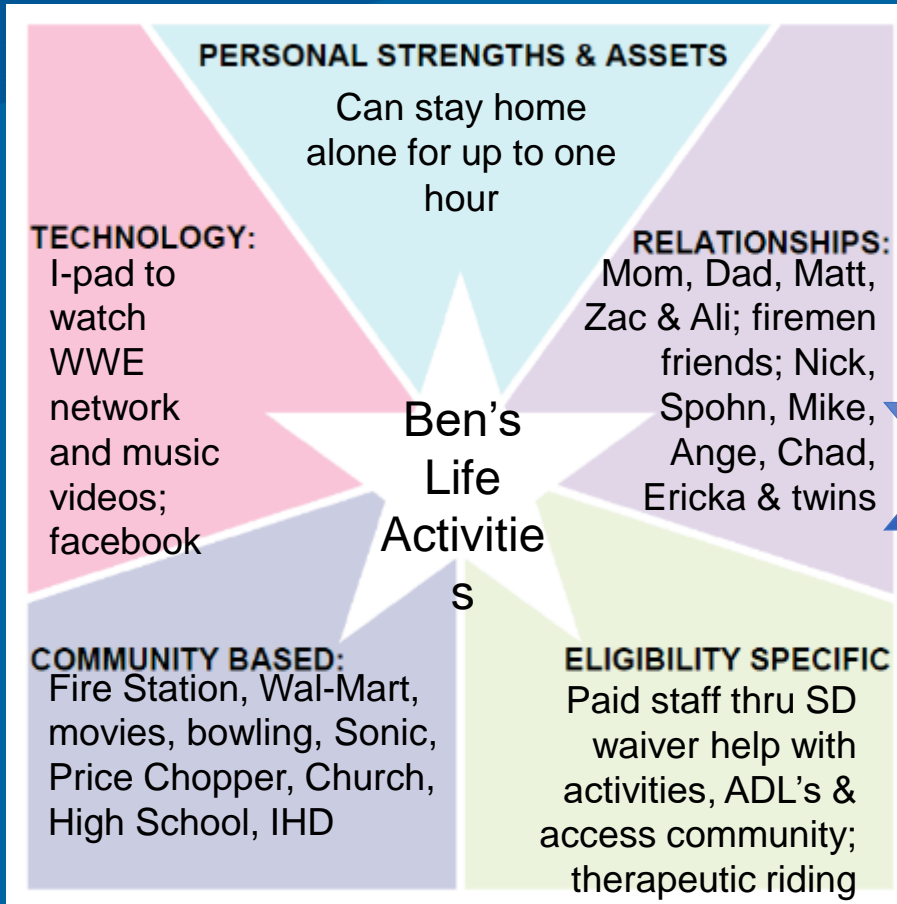 PERSONAL STRENGTHS & ASSETS
Can stay home
alone for up to one
hour
TECHNOLOGY:
I-pad to
watch
WWE
network
and music
videos;
facebook
RELATIONSHIPS:
Mom, Dad, Matt,
Zac & Ali; firemen
friends; Nick,
Spohn, Mike,
Ange, Chad,
Ericka & twins
Ben’s
Life
Activitie
s
COMMUNITY BASED:
Fire Station, Wal-Mart,
movies, bowling, Sonic,
Price Chopper, Church,
High School, IHD
ELIGIBILITY SPECIFIC
Paid staff thru SD
waiver help with
activities, ADL’s &
access community;
therapeutic riding